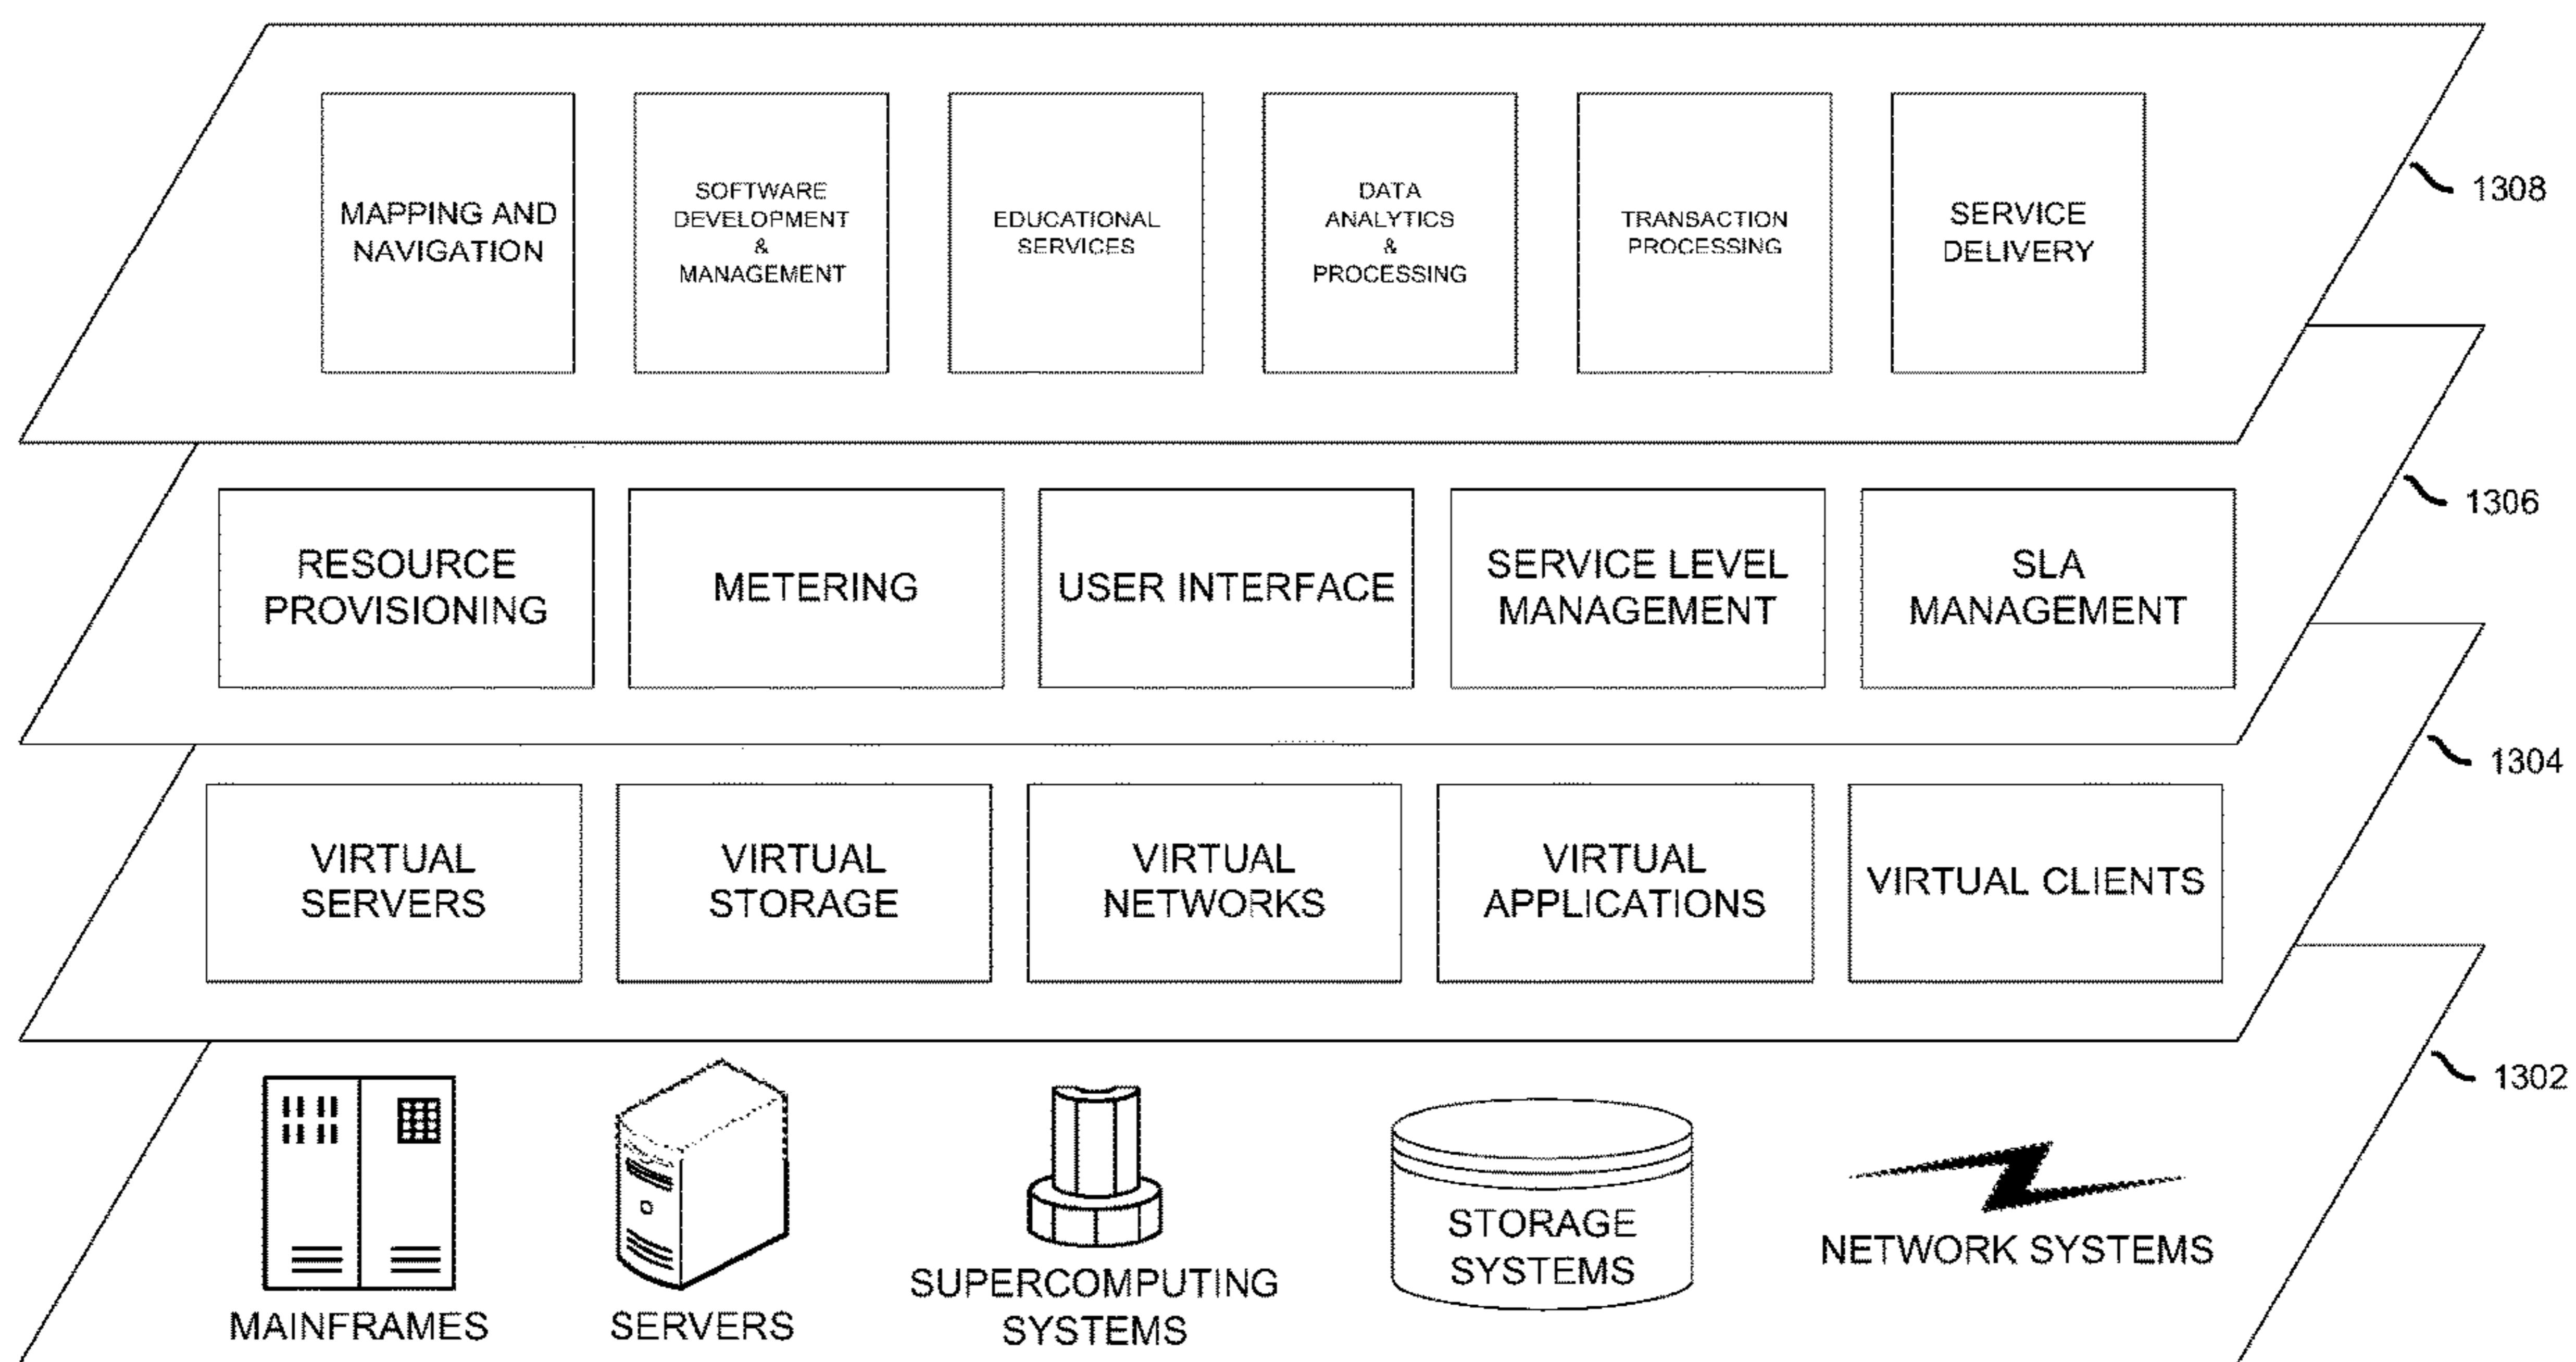 MAPPING AND
NAVIGATION
SOFTWARE
DEVELOPMENT
&
MANAGEMENT
EDUCATIONAL
SERVICES
DATA
ANALYTICS
&
PROCESSING
TRANSACTION
PROCESSING
SERVICE
DELIVERY
1308
RESOURCE
PROVISIONING
METERING
USER INTERFACE
SERVICE LEVEL
MANAGEMENT
SLA
MANAGEMENT
1306
VIRTUAL
SERVERS
VIRTUAL
STORAGE
VIRTUAL
NETWORKS
VIRTUAL
APPLICATIONS
VIRTUAL CLIENTS
1304
MAINFRAMES
SERVERS
SUPERCOMPUTING
SYSTEMS
STORAGE
SYSTEMS
NETWORK SYSTEMS
1302